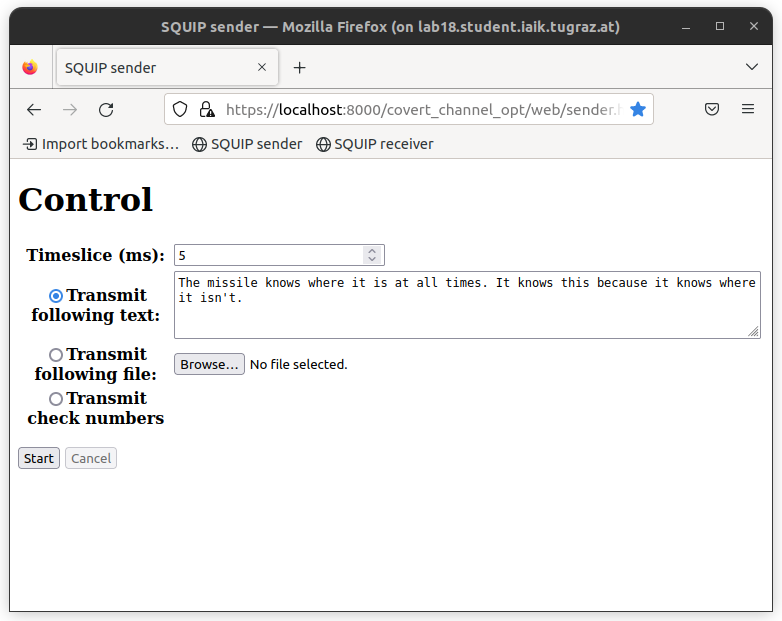 SQUIP sender — Mozilla Firefox (on lab18.student.iaik.tugraz.at)
SQUIP sender
https://localhost:8000/covert_channel_opt/web/sender.
Import bookmarks… SQUIP sender SQUIP receiver
Control
Timeslice (ms): 5
Transmit
following text:
The missile knows where it is at all times. It knows this because it knows where
it isn't.
Transmit
following file:
Browse… No file selected.
Transmit
check numbers
Start Cancel